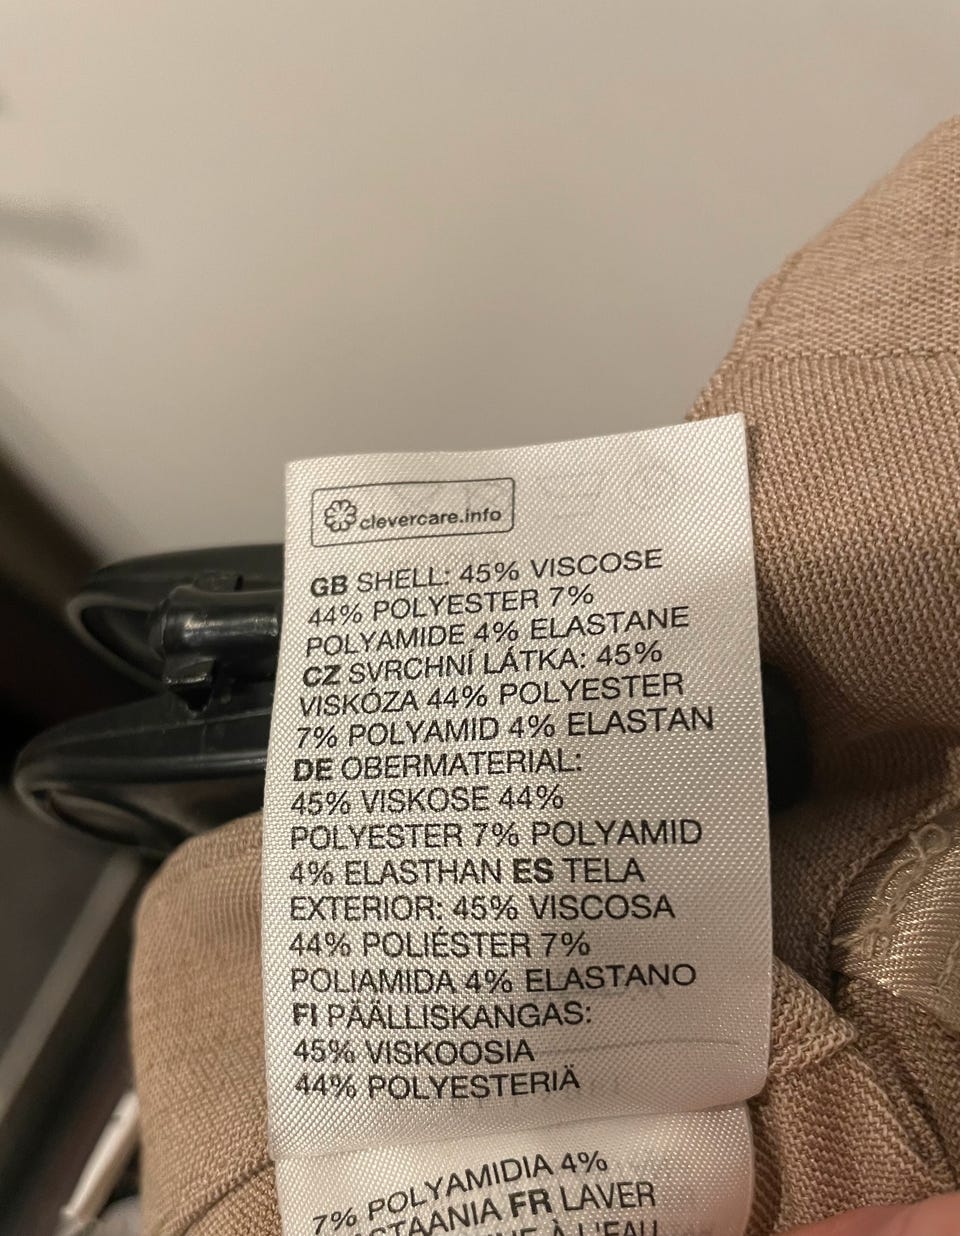 clevercare.info
GB SHELL: 45% VISCOSE
44% POLYESTER 7%
POLYAMIDE 4% ELASTANE
CZ SVRCHNÍ LÁTKA: 45%
VISKÓZA 44% POLYESTER
7% POLYAMID 4% ELASTAN
DE OBERMATERIAL:
45% VISKOSE 44%
POLYESTER 7% POLYAMID
4% ELASTHAN ES TELA
EXTERIOR: 45% VISCOSA
44% POLIÉSTER 7%
POLIAMIDA 4% ELASTANO
FI PÄÄLLISKANGAS:
45% VISKOOSIA
44% POLYESTERIÄ
7% POLYAMIDIA 4%
FR LAVER
À L'EAU